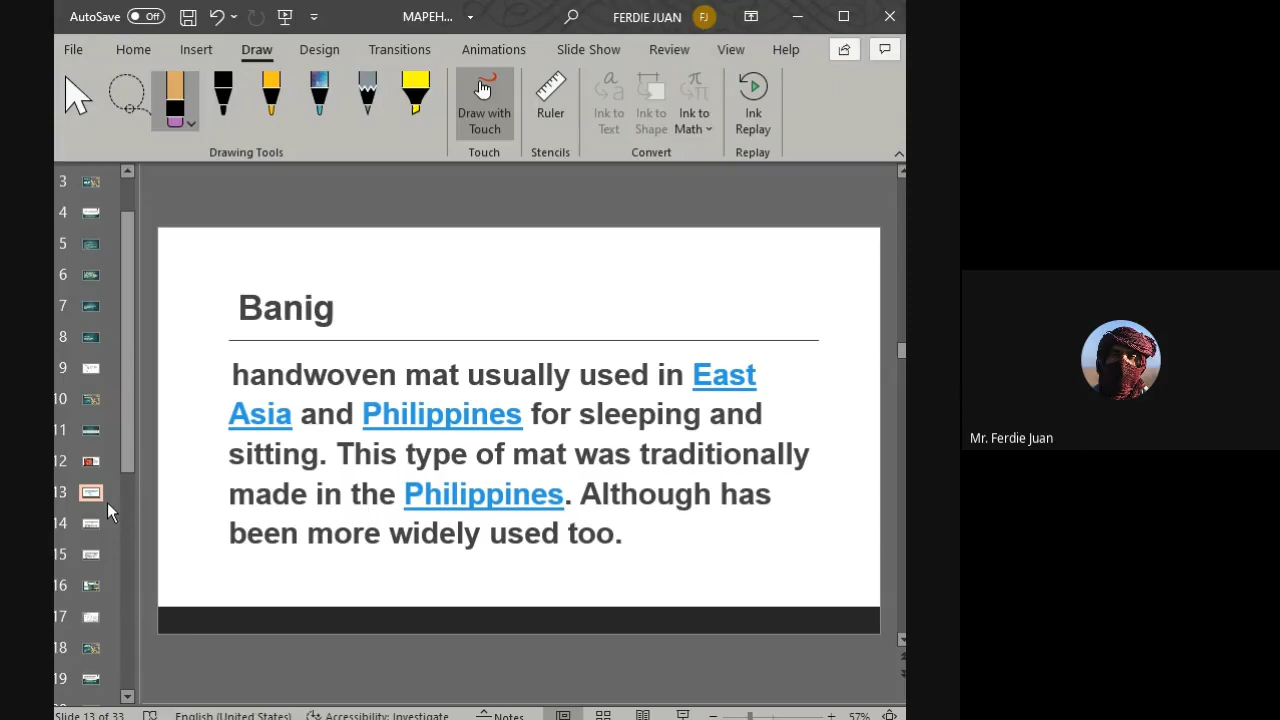 AutoSave Off MAPEH... FERDIE JUAN FJ
File Home Insert Draw Design Transitions Animations Slide Show Review View Help
Draw with Touch
Ruler
Ink to Text
Ink to Shape
Ink to Math
Ink Replay
Drawing Tools Touch Stencils Convert Replay
3
4
5
6
7
8
9
10
11
12
13
14
15
16
17
18
19
Banig
handwoven mat usually used in East
Asia and Philippines for sleeping and
sitting. This type of mat was traditionally
made in the Philippines. Although has
been more widely used too.
Mr. Ferdie Juan
Slide 13 of 33 English (United States) Accessibility: Investigate Notes 57%